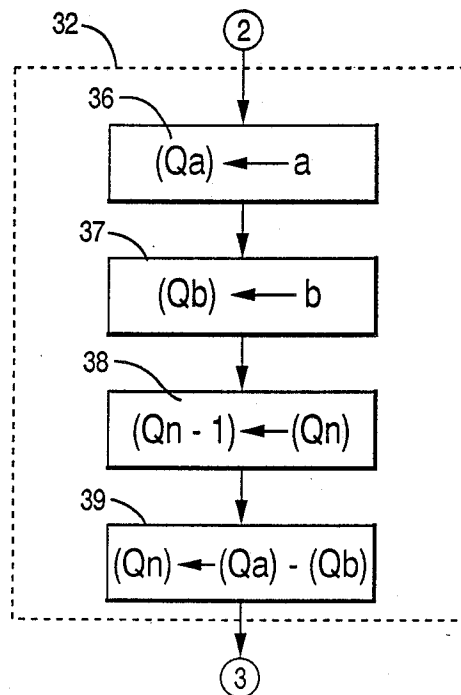 32
2
36
(Qa) ← a
37
(Qb) ← b
38
(Qn - 1) ← (Qn)
39
(Qn) ← (Qa) - (Qb)
3